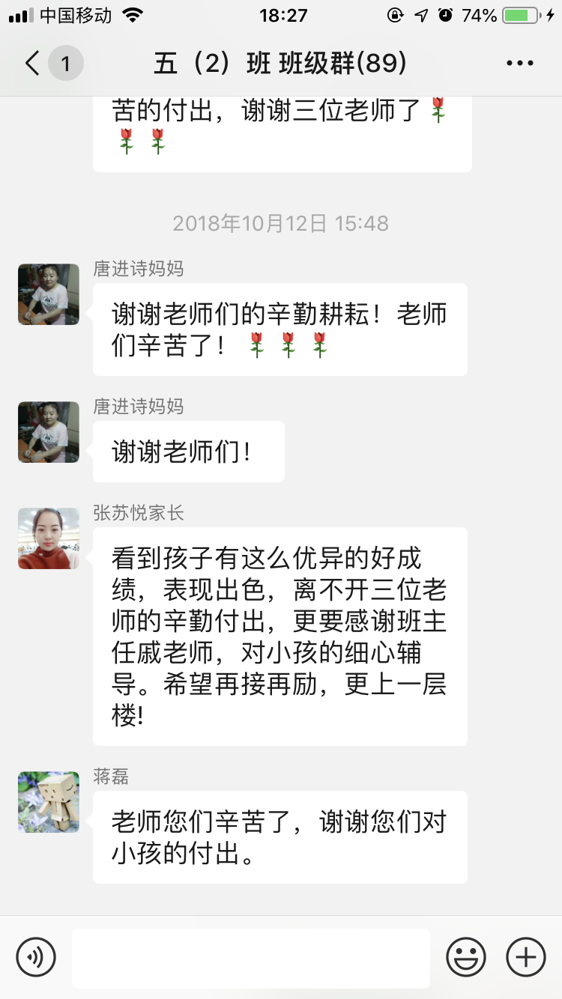 中国移动 18:27 74%
1 五（2）班 班级群(89)
苦的付出，谢谢三位老师了🌹
🌹🌹
2018年10月12日 15:48
唐进诗妈妈
谢谢老师们的辛勤耕耘！老师
们辛苦了！🌹🌹🌹
唐进诗妈妈
谢谢老师们！
张苏悦家长
看到孩子有这么优异的好成
绩，表现出色，离不开三位老
师的辛勤付出，更要感谢班主
任戚老师，对小孩的细心辅
导。希望再接再励，更上一层
楼!
蒋磊
老师您们辛苦了，谢谢您们对
小孩的付出。